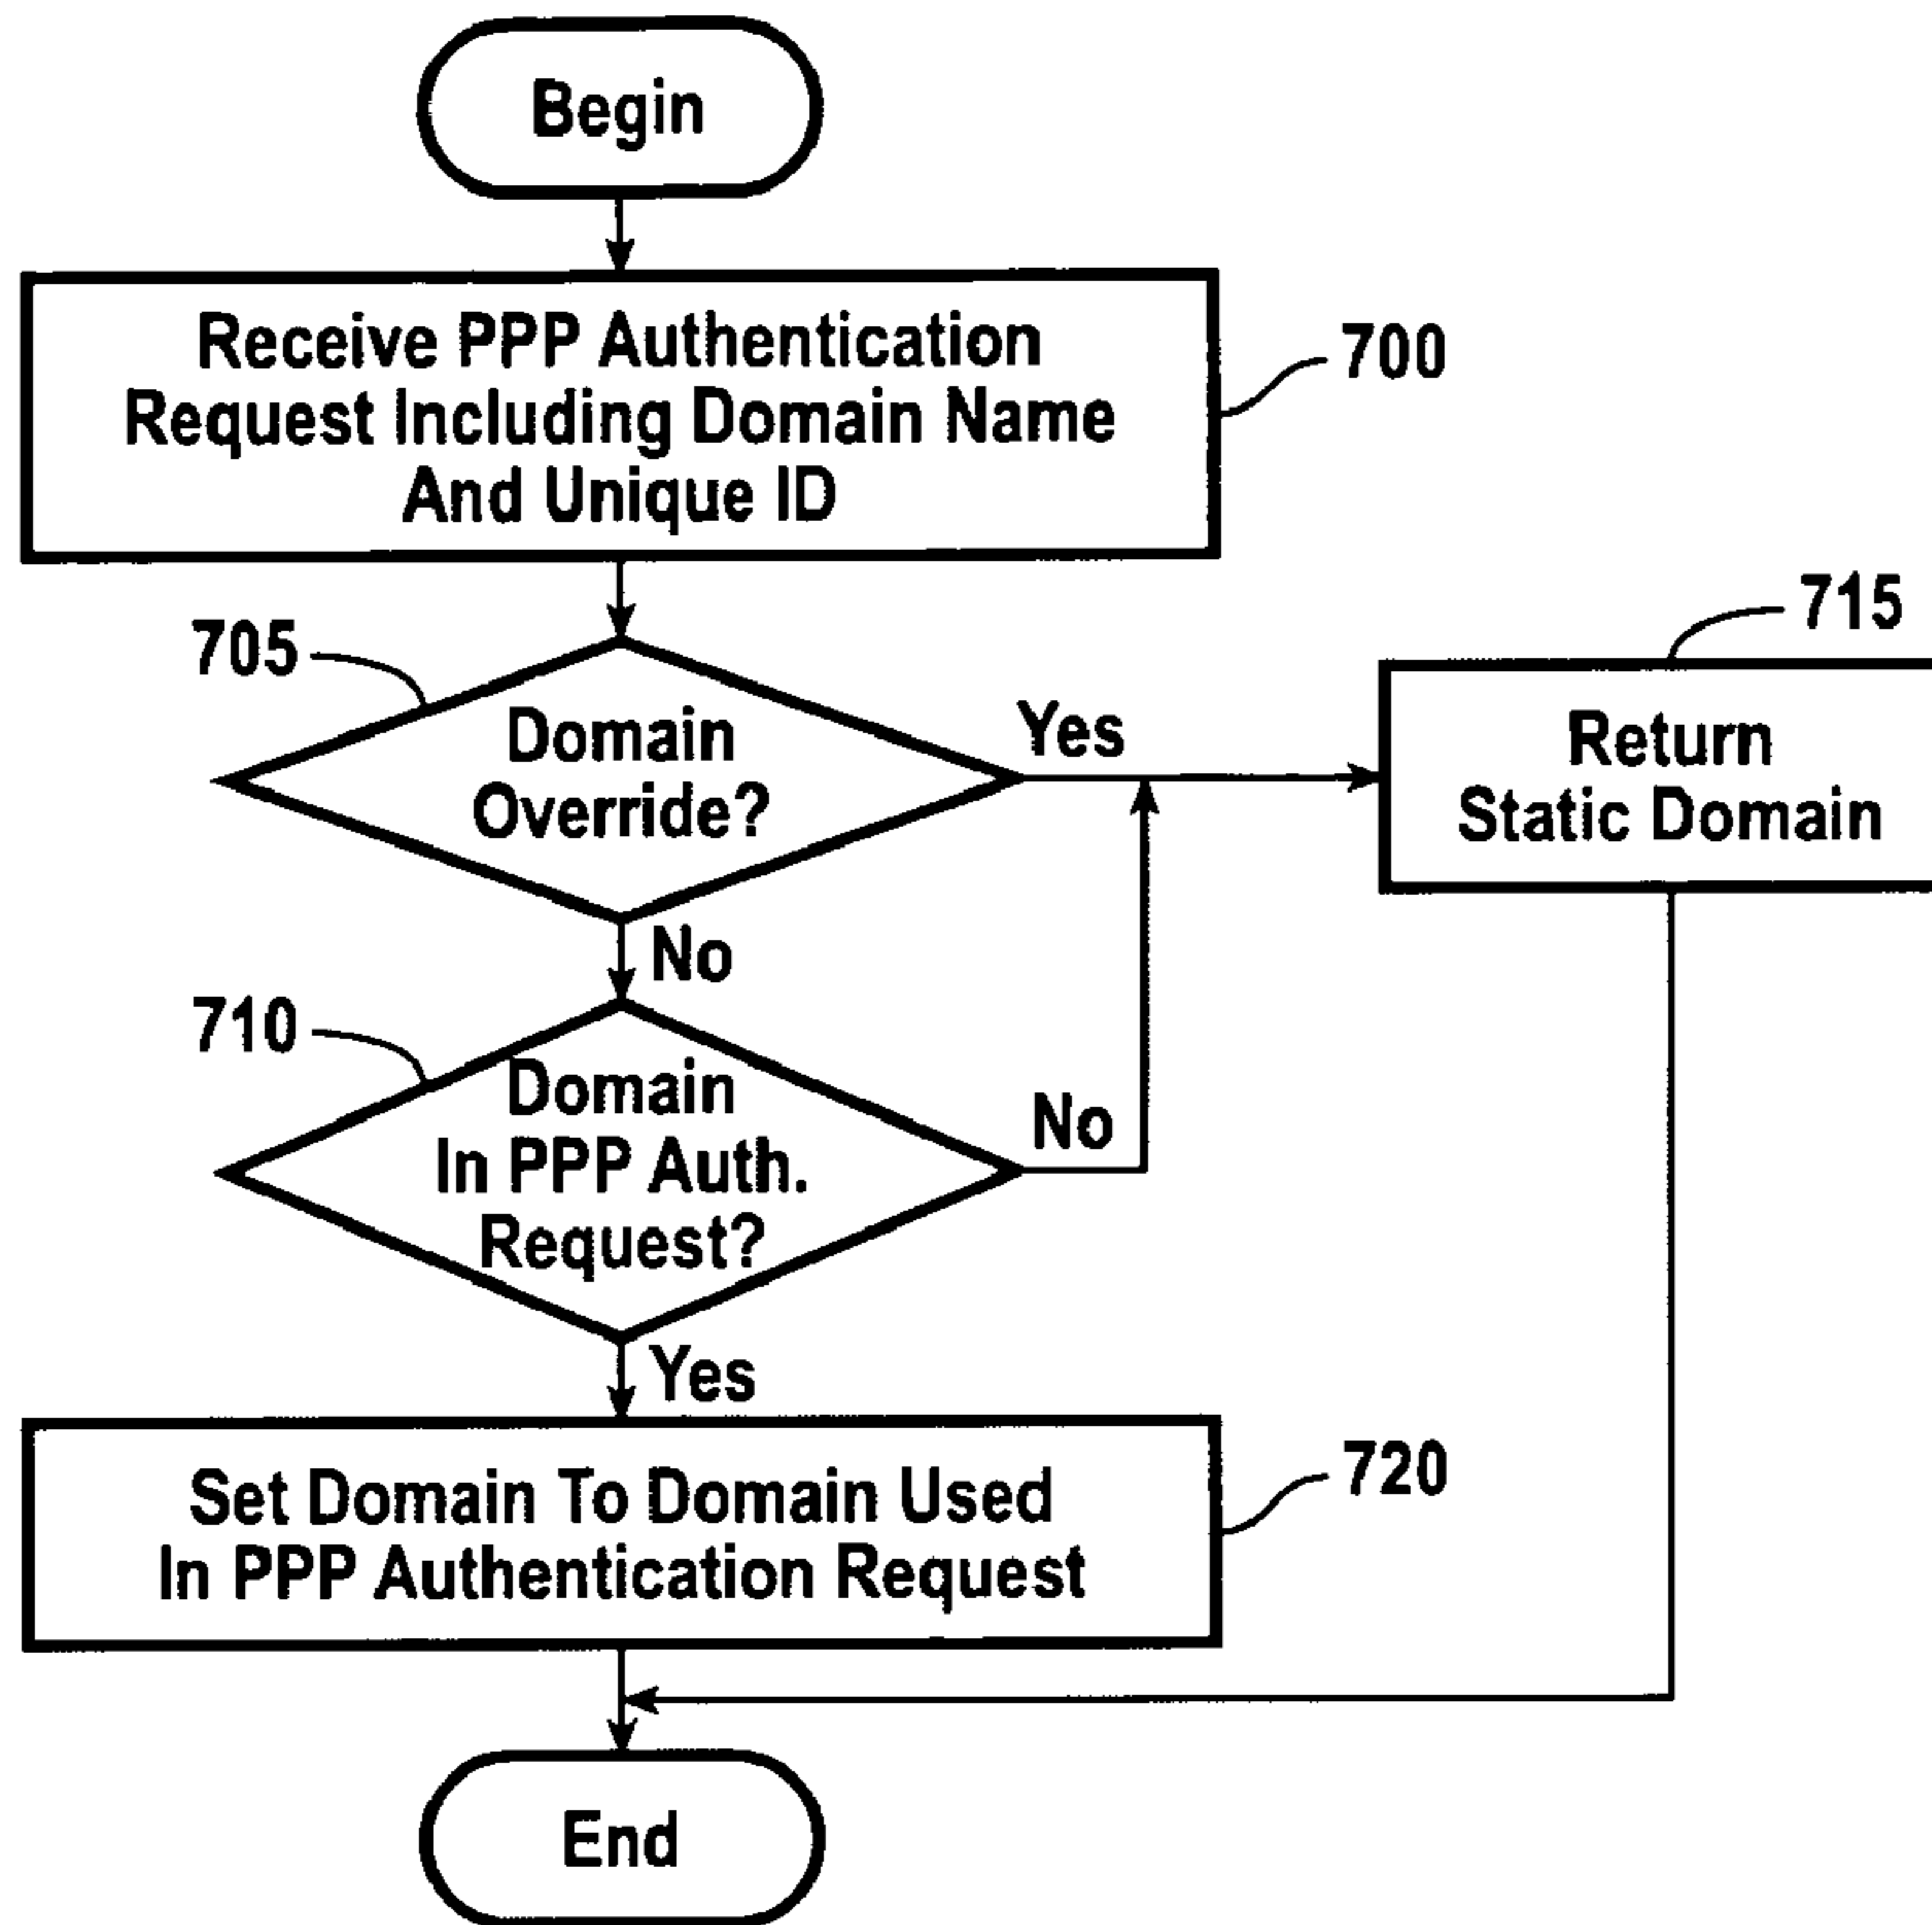 Begin
Receive PPP Authentication
Request Including Domain Name
And Unique ID
700
705
Domain
Override?
Yes
715
Return
Static Domain
No
710
Domain
In PPP Auth.
Request?
No
Yes
Set Domain To Domain Used
In PPP Authentication Request
720
End